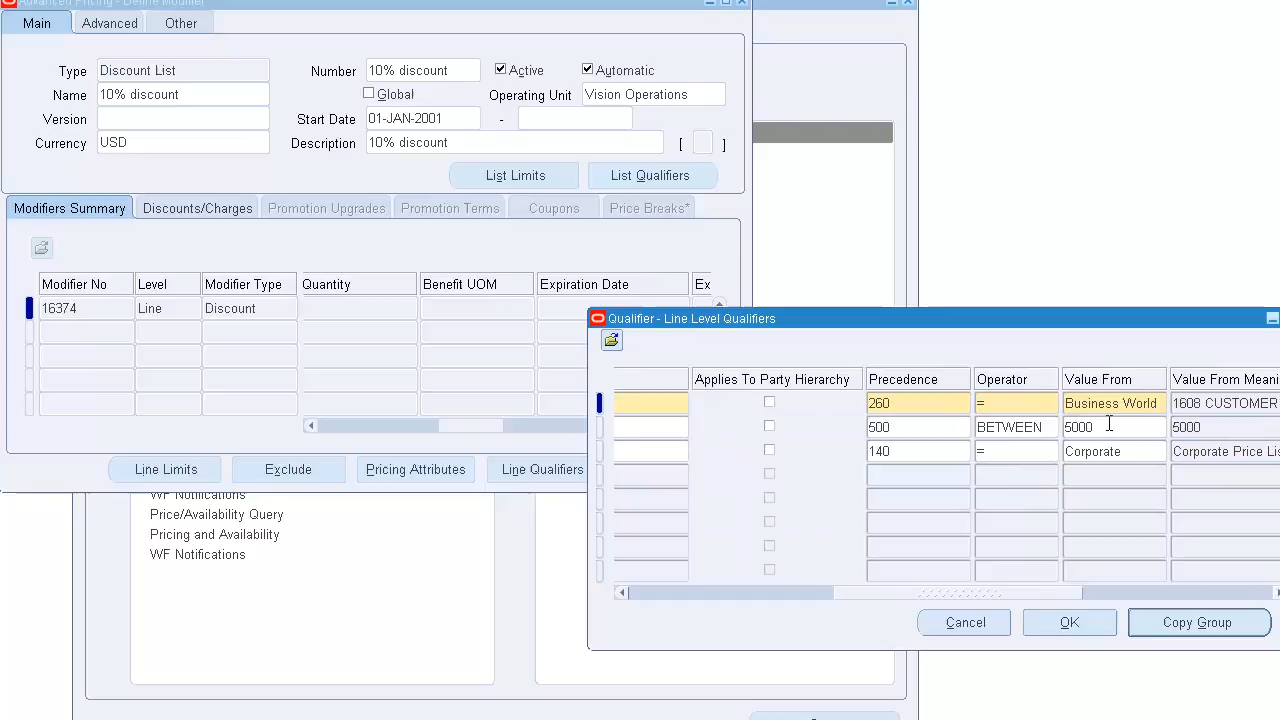 Advanced Pricing - Define Modifier
Main Advanced Other
Type Discount List Number 10% discount Active Automatic
Name 10% discount Global Operating Unit Vision Operations
Version Start Date 01-JAN-2001 -
Currency USD Description 10% discount [ ]
List Limits List Qualifiers
Modifiers Summary Discounts/Charges Promotion Upgrades Promotion Terms Coupons Price Breaks*
Modifier No Level Modifier Type Quantity Benefit UOM Expiration Date Ex
16374 Line Discount
Line Limits Exclude Pricing Attributes Line Qualifiers
Qualifier - Line Level Qualifiers
Applies To Party Hierarchy Precedence Operator Value From Value From Meani
260 = Business World 1608 CUSTOMER
500 BETWEEN 5000 5000
140 = Corporate Corporate Price Lis
Cancel OK Copy Group
WF Notifications
Price/Availability Query
Pricing and Availability
WF Notifications